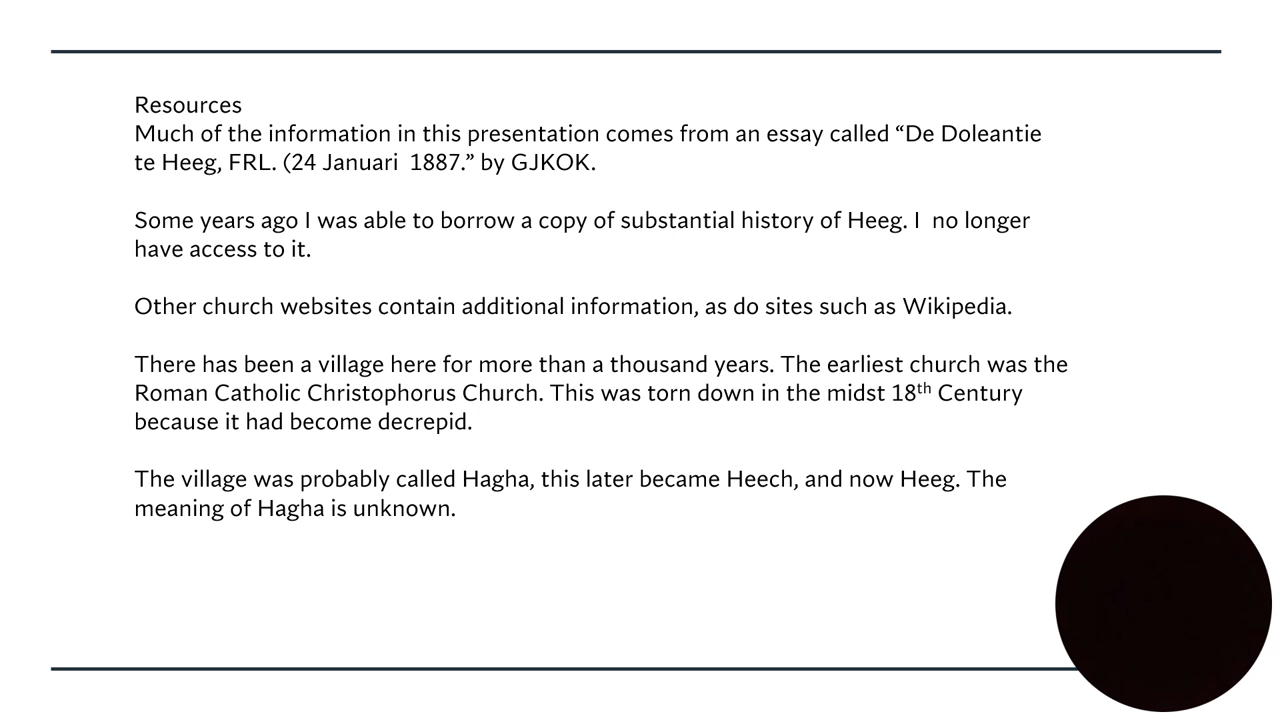 Resources
Much of the information in this presentation comes from an essay called “De Doleantie
te Heeg, FRL. (24 Januari  1887.” by GJKOK.
Some years ago I was able to borrow a copy of substantial history of Heeg. I  no longer
have access to it.
Other church websites contain additional information, as do sites such as Wikipedia.
There has been a village here for more than a thousand years. The earliest church was the
Roman Catholic Christophorus Church. This was torn down in the midst 18th Century
because it had become decrepid.
The village was probably called Hagha, this later became Heech, and now Heeg. The
meaning of Hagha is unknown.